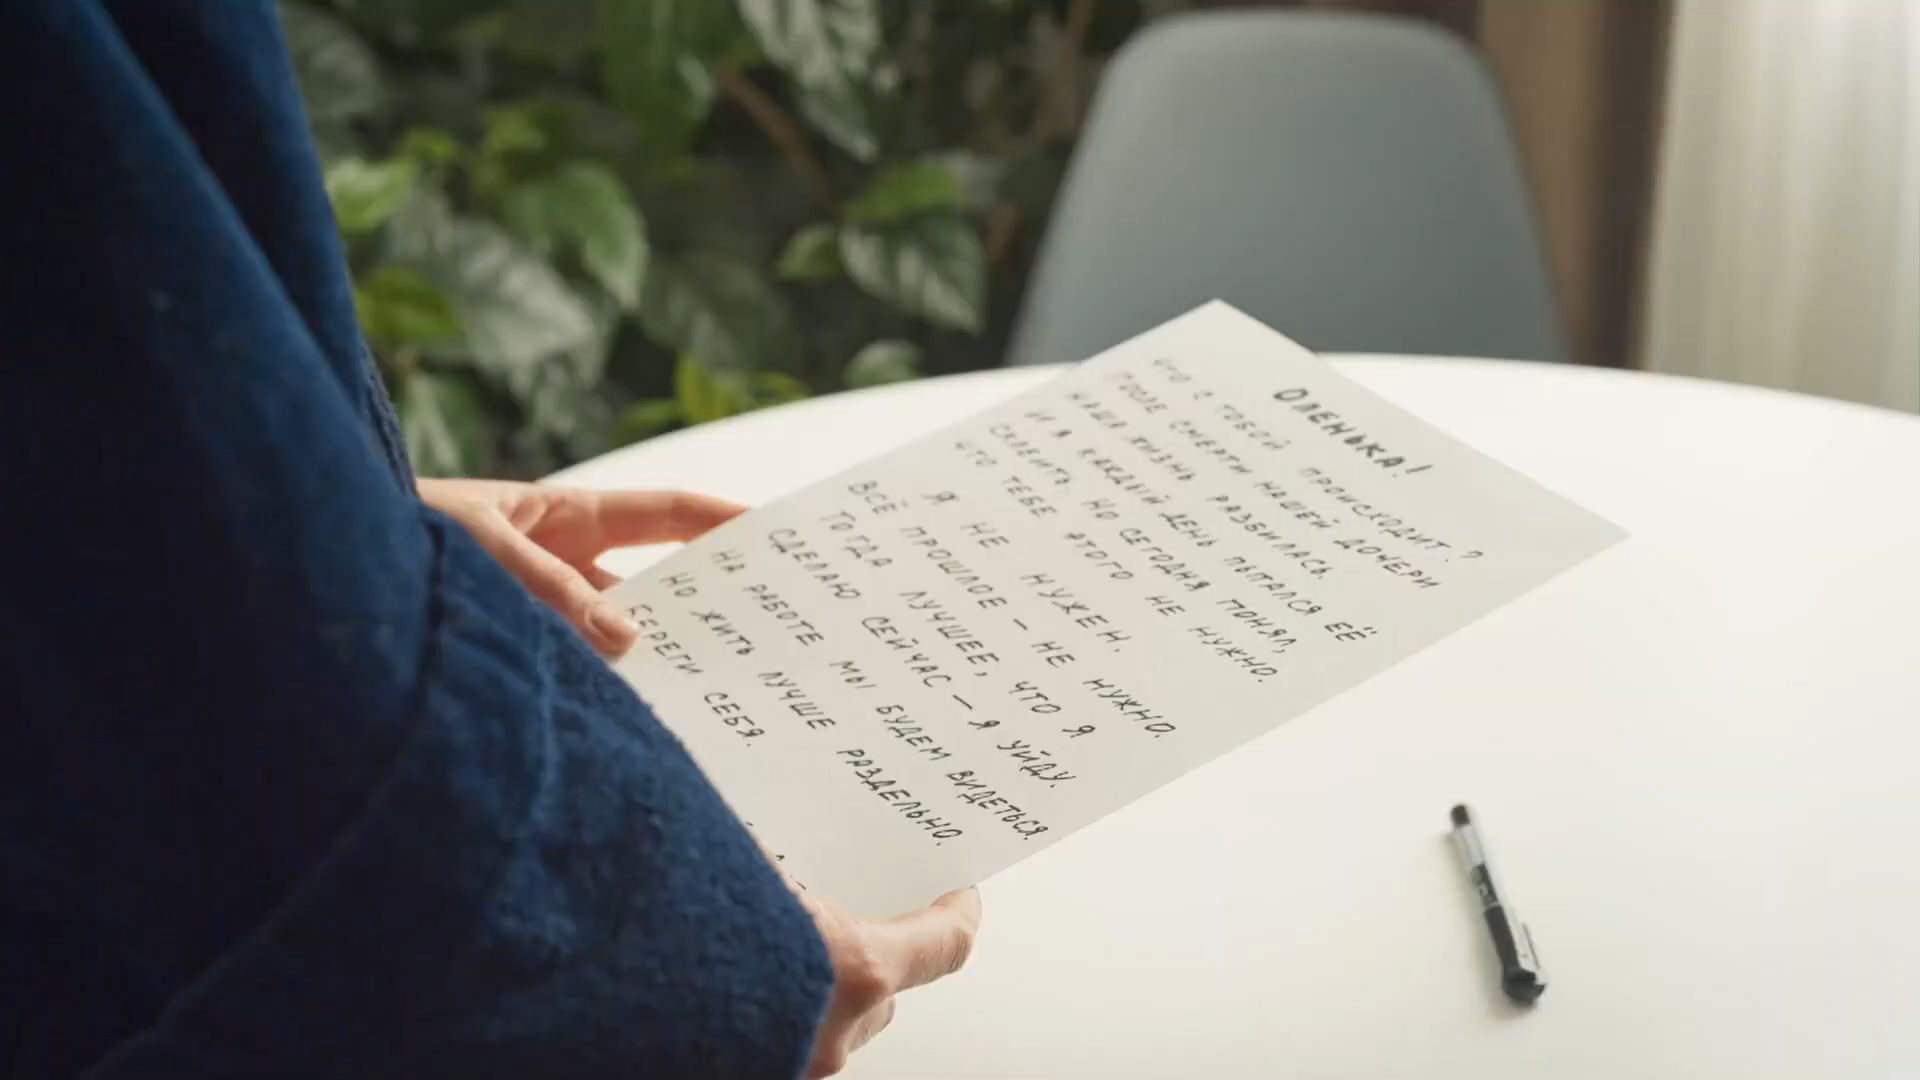 ОЛЕНЬКА!
ЧТО С ТОБОЙ ПРОИСХОДИТ?
ПОСЛЕ СМЕРТИ НАШЕЙ ДОЧЕРИ
НАША ЖИЗНЬ РАЗБИЛАСЬ.
И Я КАЖДЫЙ ДЕНЬ ПЫТАЛСЯ ЕЁ
СКЛЕИТЬ. НО СЕГОДНЯ ПОНЯЛ,
ЧТО ТЕБЕ ЭТОГО НЕ НУЖНО.
Я НЕ НУЖЕН.
ВСЁ ПРОШЛОЕ – НЕ НУЖНО.
ТОГДА ЛУЧШЕЕ, ЧТО Я
СДЕЛАЮ СЕЙЧАС – Я УЙДУ.
НА РАБОТЕ МЫ БУДЕМ ВИДЕТЬСЯ.
НО ЖИТЬ ЛУЧШЕ РАЗДЕЛЬНО.
БЕРЕГИ СЕБЯ.